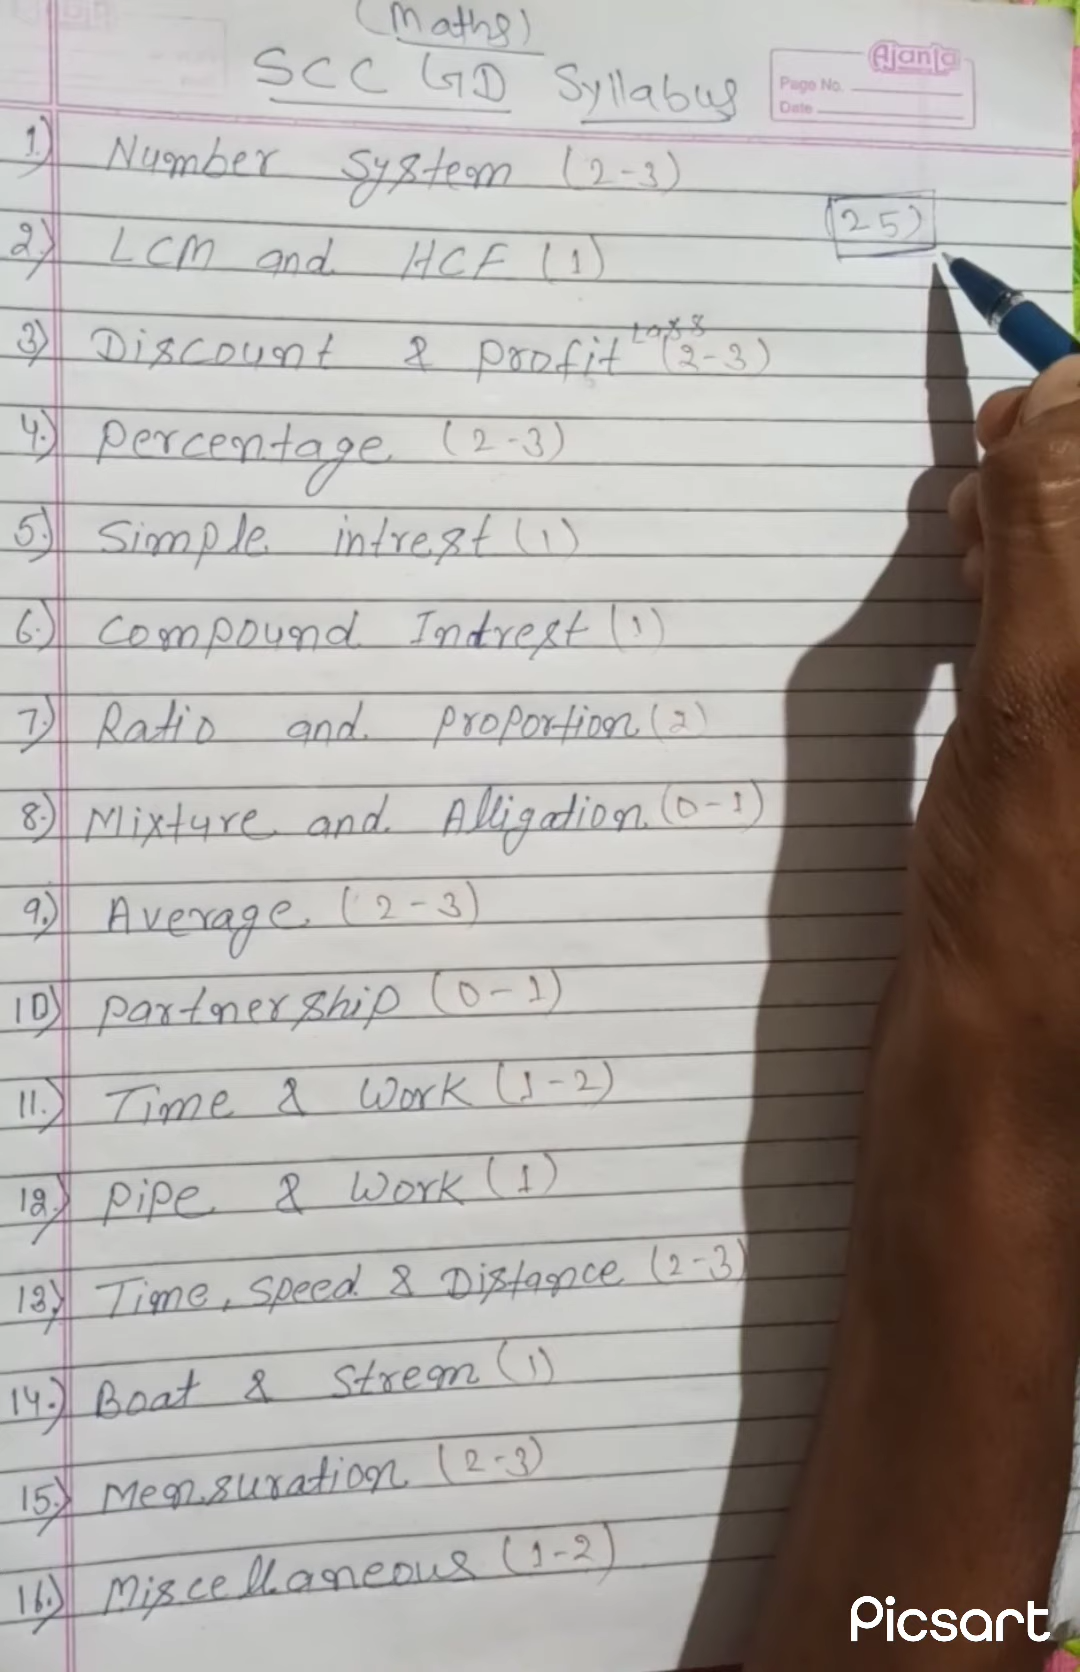 (Maths)
SCC GD Syllabus
Ajanta
Page No.
Date
1.) Number System (2-3)
(25)
2.) LCM and HCF (1)
3.) Discount & profit Loss (2-3)
4.) Percentage (2-3)
5.) Simple intrest (1)
6.) Compound Intrest (1)
7.) Ratio and proportion (2)
8.) Mixture and Alligation (0-1)
9.) Average (2-3)
10) Partnership (0-1)
11.) Time & Work (1-2)
12.) Pipe & Work (1)
13.) Time, Speed & Distance (2-3)
14.) Boat & Stream (1)
15.) Mensuration (2-3)
16.) Miscellaneous (1-2)
Picsart